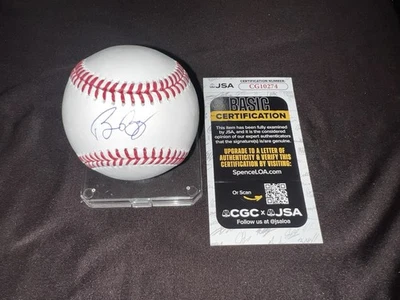 JSA
CERTIFICATION NUMBER
CG10274
BASIC
CERTIFICATION
This item has been fully examined
by JSA, and it is the considered
opinion of our expert authenticators
that the signature(s) is/are genuine.
UPGRADE TO A LETTER OF
AUTHENTICITY & VERIFY THIS
CERTIFICATION BY VISITING:
SpenceLOA.com
Or Scan
CGC x JSA
Follow us @jsaloa